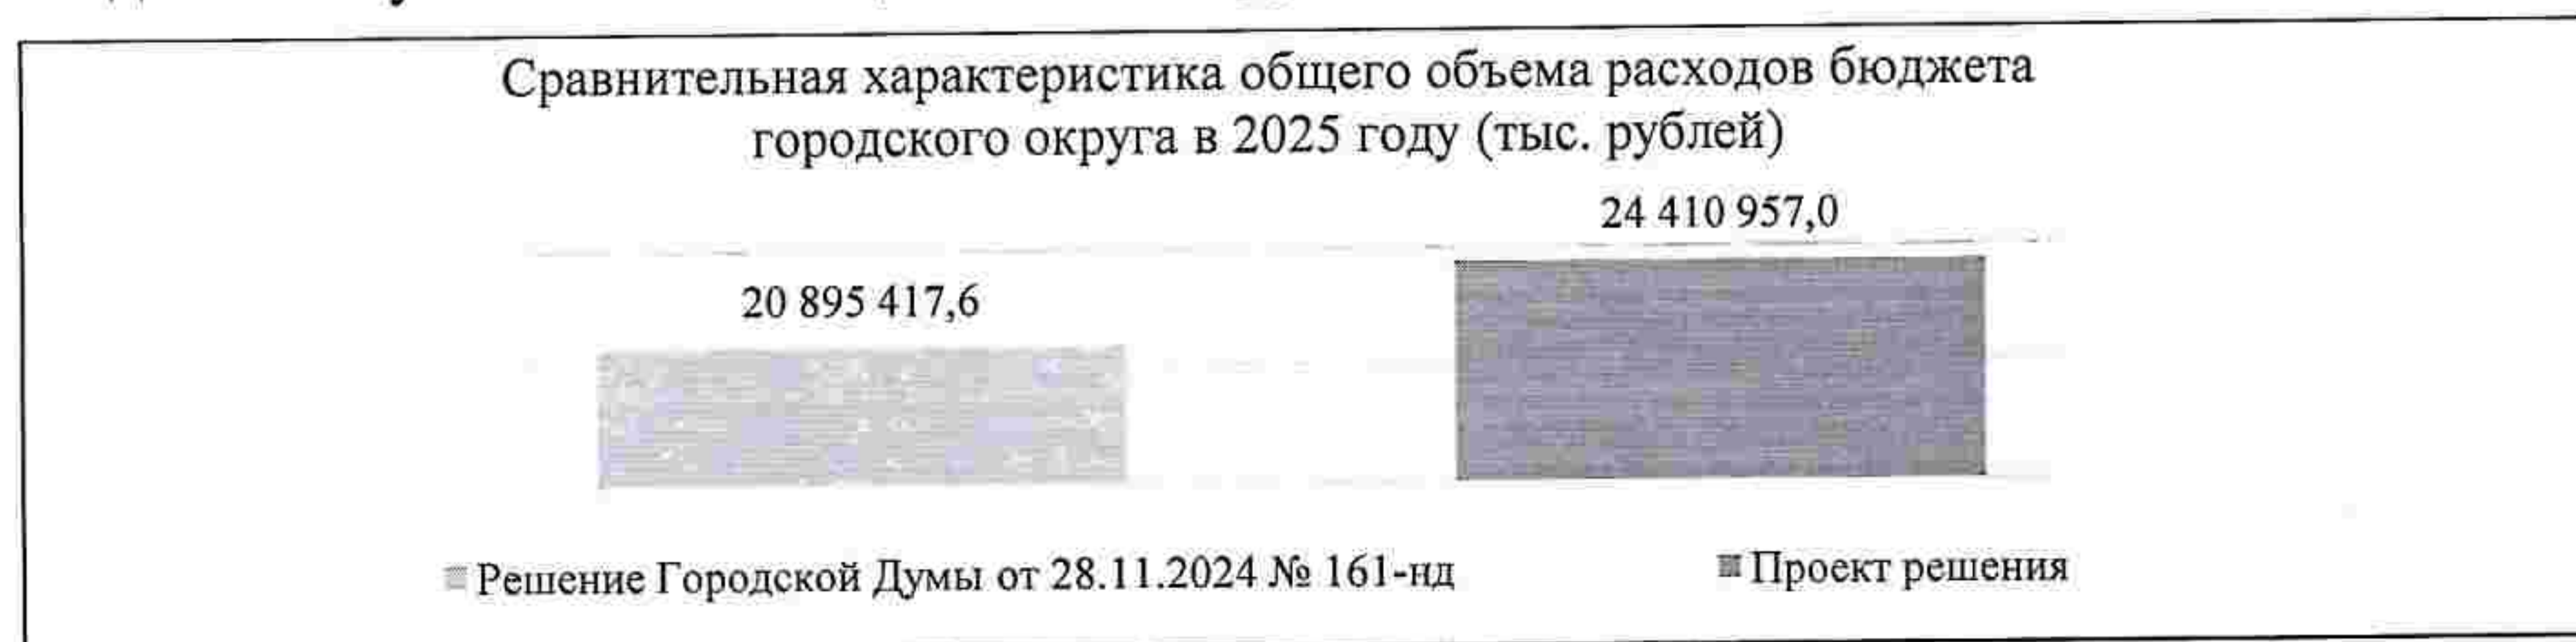 Сравнительная характеристика общего объема расходов бюджета
городского округа в 2025 году (тыс. рублей)
24 410 957,0
20 895 417,6
Решение Городской Думы от 28.11.2024 № 161-нд
Проект решения